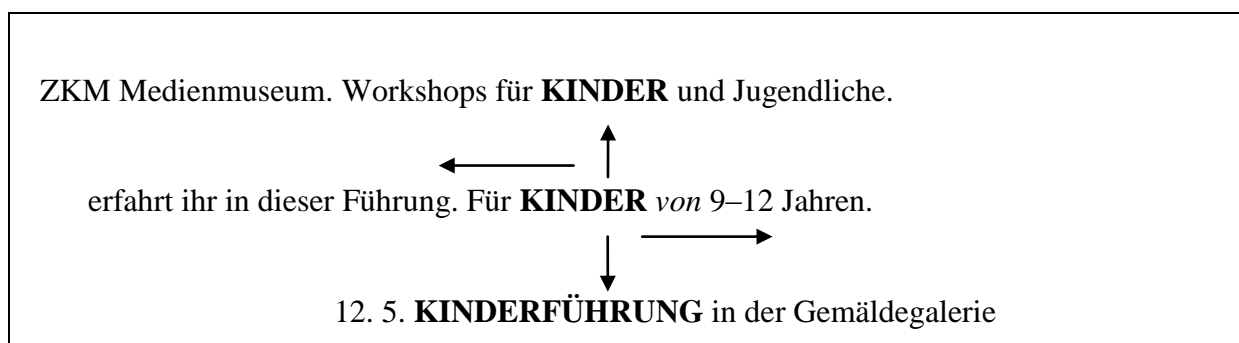 ZKM Medienmuseum. Workshops für KINDER und Jugendliche.
erfahrt ihr in dieser Führung. Für KINDER von 9–12 Jahren.
12. 5. KINDERFÜHRUNG in der Gemäldegalerie